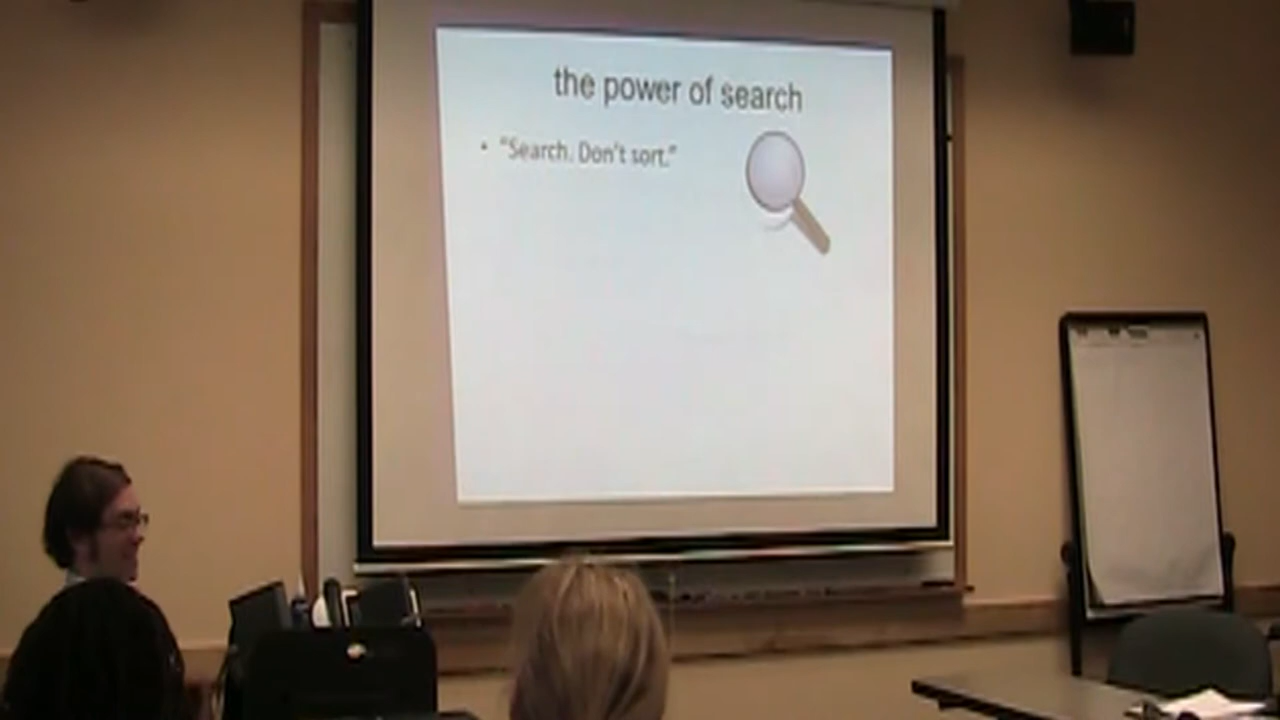 the power of search
• “Search. Don't sort.”